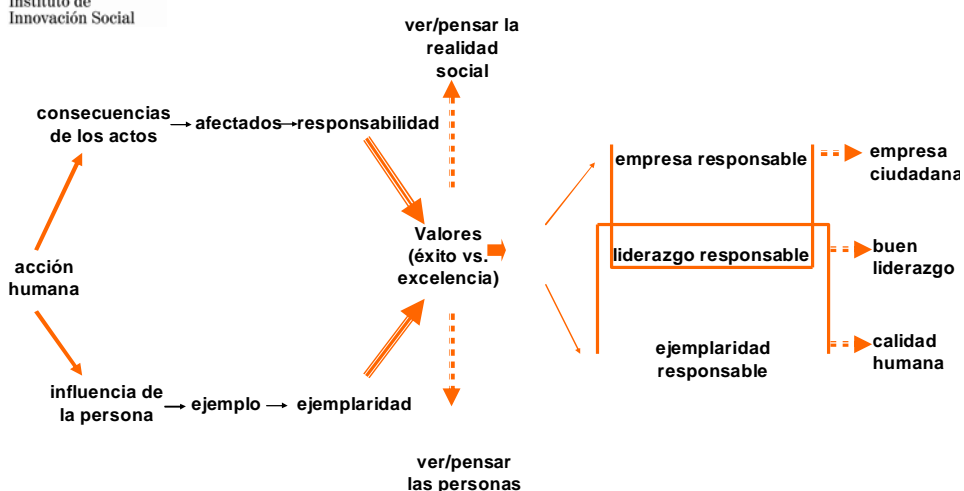 Instituto de
Innovación Social
ver/pensar la
realidad
social
consecuencias
de los actos
afectados
responsabilidad
empresa responsable
empresa
ciudadana
Valores
(éxito vs.
excelencia)
liderazgo responsable
buen
liderazgo
acción
humana
ejemplaridad
responsable
calidad
humana
influencia de
la persona
ejemplo
ejemplaridad
ver/pensar
las personas